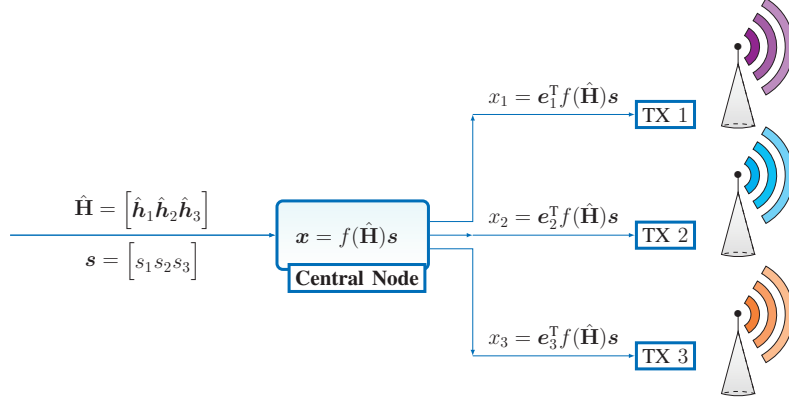 x₁ = e₁ᵀf(Ĥ)s
TX 1
Ĥ = [ĥ₁ĥ₂ĥ₃]
s = [s₁s₂s₃]
x = f(Ĥ)s
Central Node
x₂ = e₂ᵀf(Ĥ)s
TX 2
x₃ = e₃ᵀf(Ĥ)s
TX 3